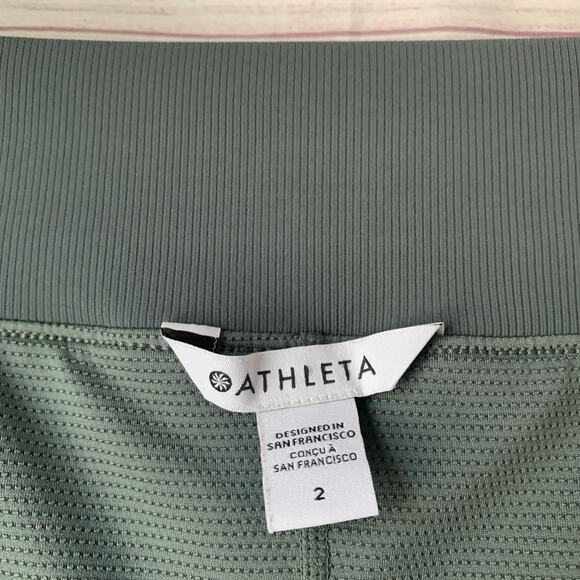 ATHLETA
DESIGNED IN
SAN FRANCISCO
CONÇU À
SAN FRANCISCO
2